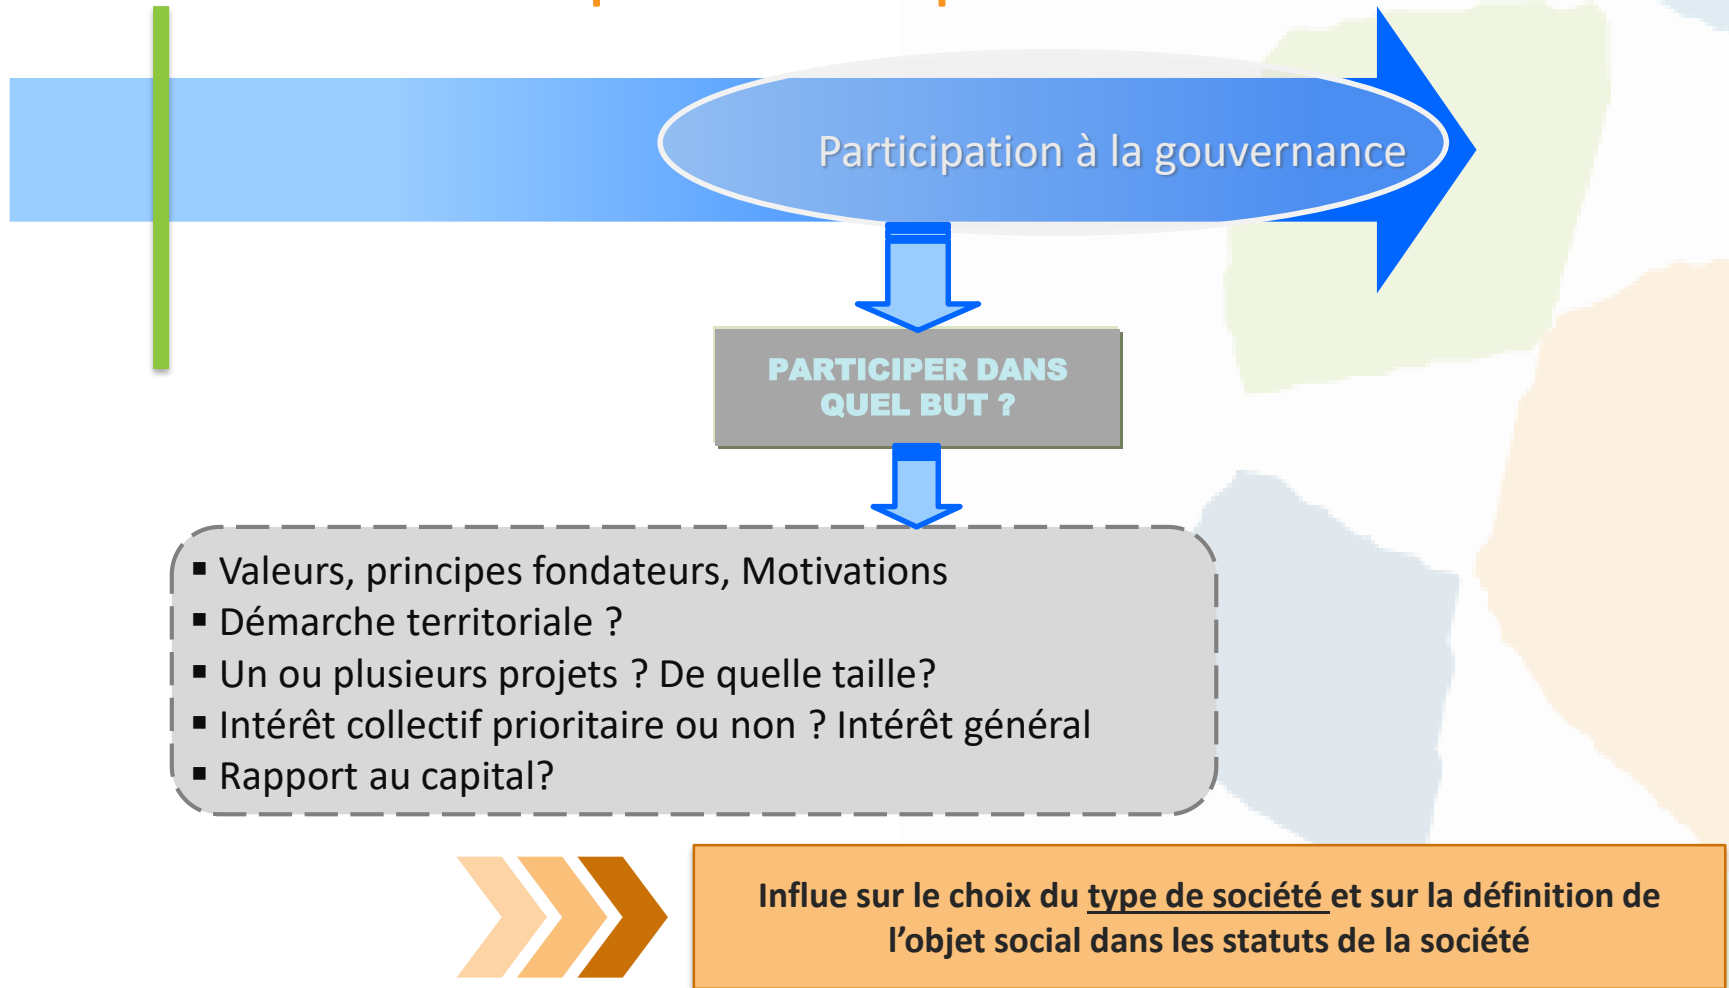 Participation à la gouvernance
PARTICIPER DANS
QUEL BUT ?
▪ Valeurs, principes fondateurs, Motivations
▪ Démarche territoriale ?
▪ Un ou plusieurs projets ? De quelle taille?
▪ Intérêt collectif prioritaire ou non ? Intérêt général
▪ Rapport au capital?
Influe sur le choix du type de société et sur la définition de
l’objet social dans les statuts de la société